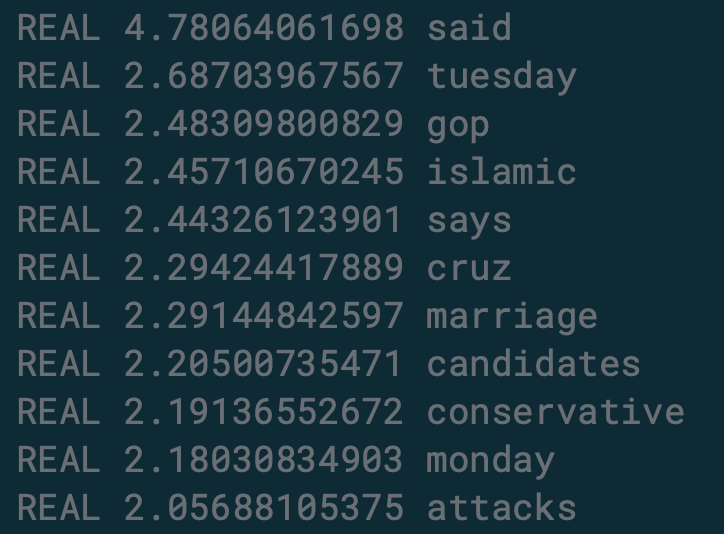 REAL 4.78064061698 said
REAL 2.68703967567 tuesday
REAL 2.48309800829 gop
REAL 2.45710670245 islamic
REAL 2.44326123901 says
REAL 2.29424417889 cruz
REAL 2.29144842597 marriage
REAL 2.20500735471 candidates
REAL 2.19136552672 conservative
REAL 2.18030834903 monday
REAL 2.05688105375 attacks